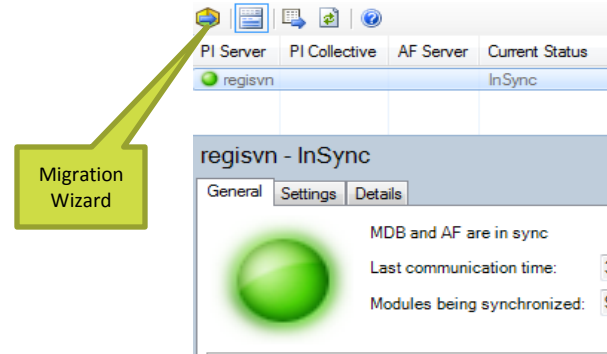 PI Server PI Collective AF Server Current Status
regisvn InSync
regisvn - InSync
Migration
Wizard
General Settings Details
MDB and AF are in sync
Last communication time:
Modules being synchronized: